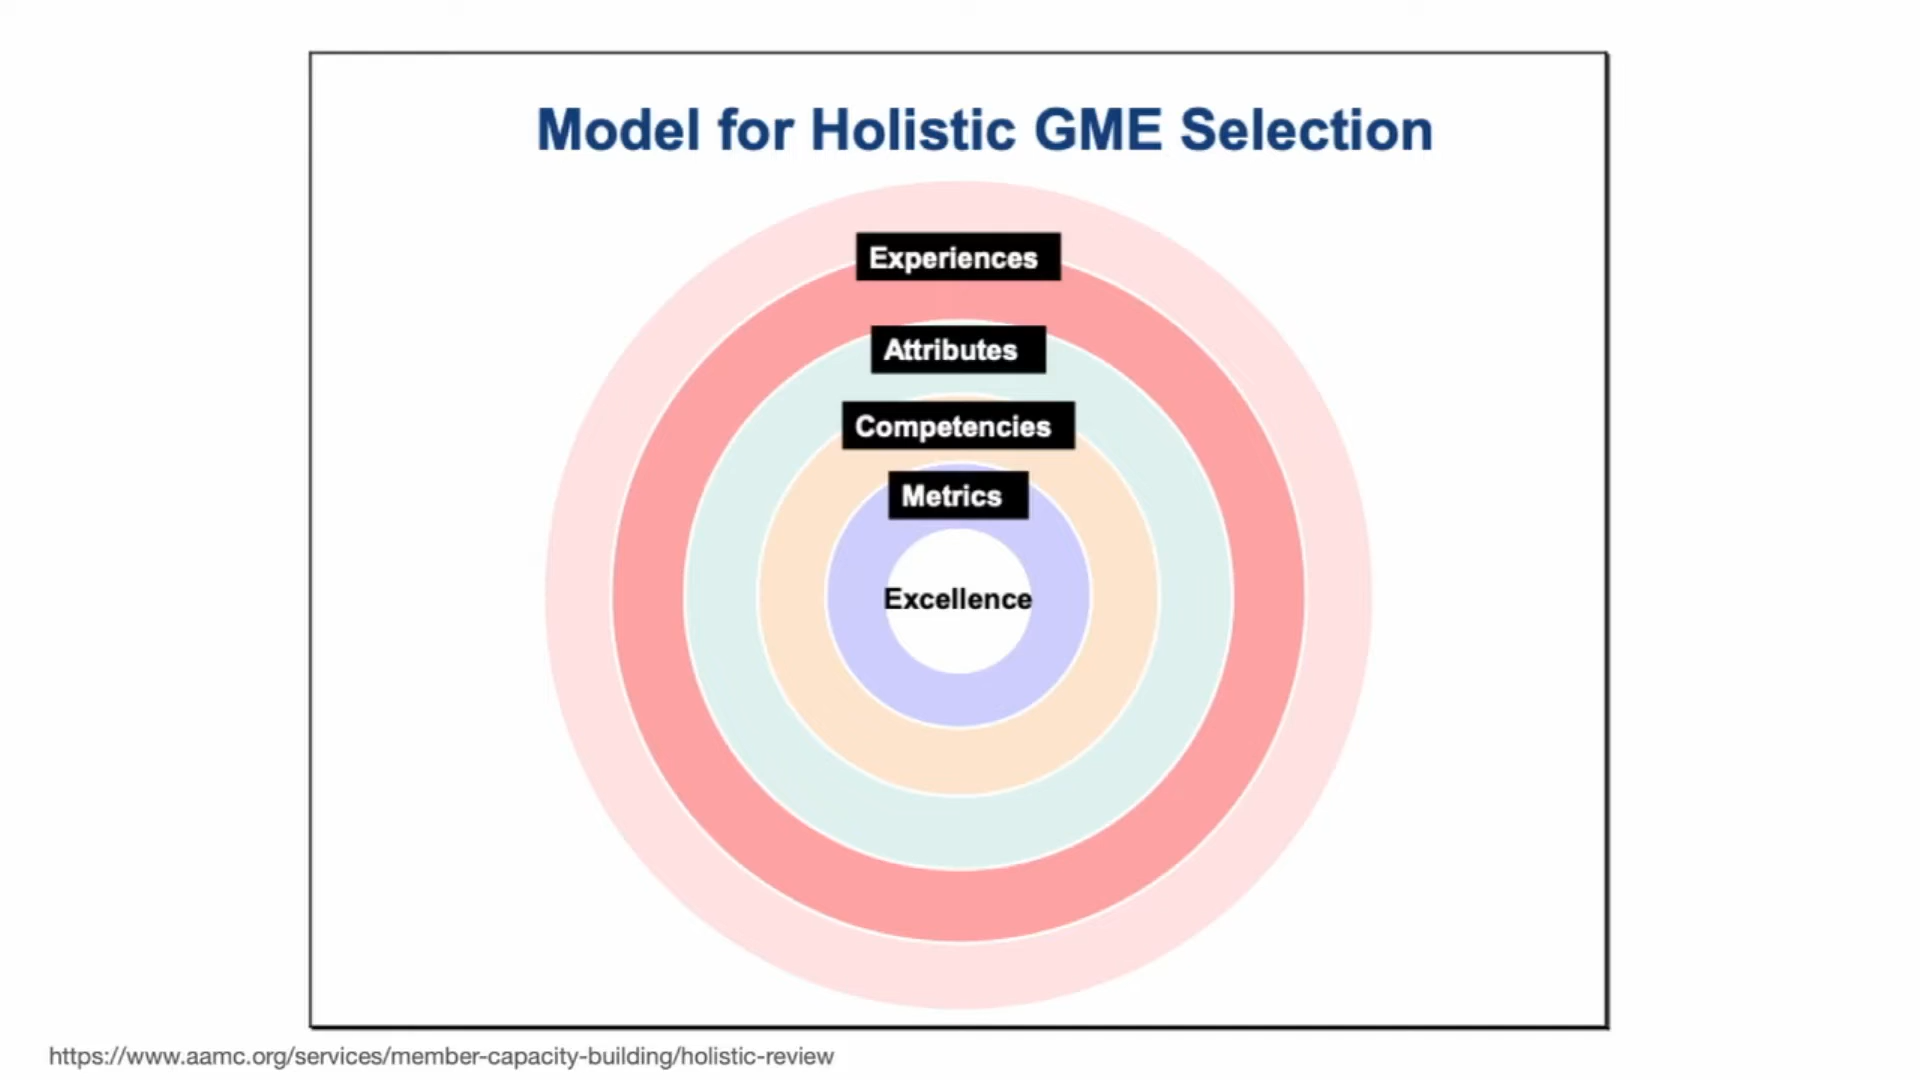 Model for Holistic GME Selection
Experiences
Attributes
Competencies
Metrics
Excellence
https://www.aamc.org/services/member-capacity-building/holistic-review